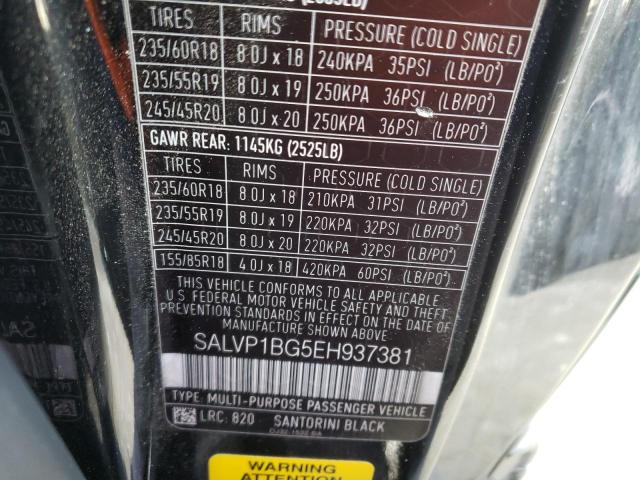 TIRES RIMS PRESSURE (COLD SINGLE)
235/60R18 8.0J x 18 240KPA 35PSI (LB/PO²)
235/55R19 8.0J x 19 250KPA 36PSI (LB/PO²)
245/45R20 8.0J x 20 250KPA 36PSI (LB/PO²)
GAWR REAR: 1145KG (2525LB)
TIRES RIMS PRESSURE (COLD SINGLE)
235/60R18 8.0J x 18 210KPA 31PSI (LB/PO²)
235/55R19 8.0J x 19 220KPA 32PSI (LB/PO²)
245/45R20 8.0J x 20 220KPA 32PSI (LB/PO²)
155/85R18 4.0J x 18 420KPA 60PSI (LB/PO²)
THIS VEHICLE CONFORMS TO ALL APPLICABLE
U.S. FEDERAL MOTOR VEHICLE SAFETY & THEFT
PREVENTION STANDARDS IN EFFECT ON THE DATE
OF MANUFACTURE SHOWN ABOVE
SALVP1BG5EH937381
TYPE: MULTI-PURPOSE PASSENGER VEHICLE
LRC: 820 SANTORINI BLACK
WARNING